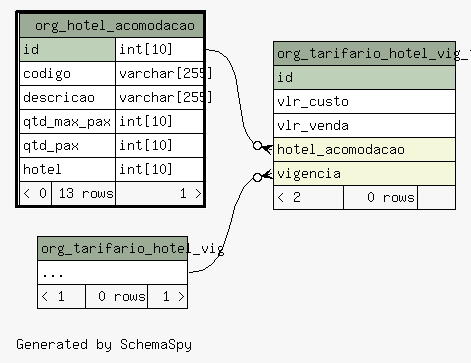 org_hotel_acomodacao
id int[10]
codigo varchar[255]
descricao varchar[255]
qtd_max_pax int[10]
qtd_pax int[10]
hotel int[10]
< 0 13 rows 1 >
org_tarifario_hotel_vig_
id
vlr_custo
vlr_venda
hotel_acomodacao
vigencia
< 2 0 rows
org_tarifario_hotel_vig
...
< 1 0 rows 1 >
Generated by SchemaSpy